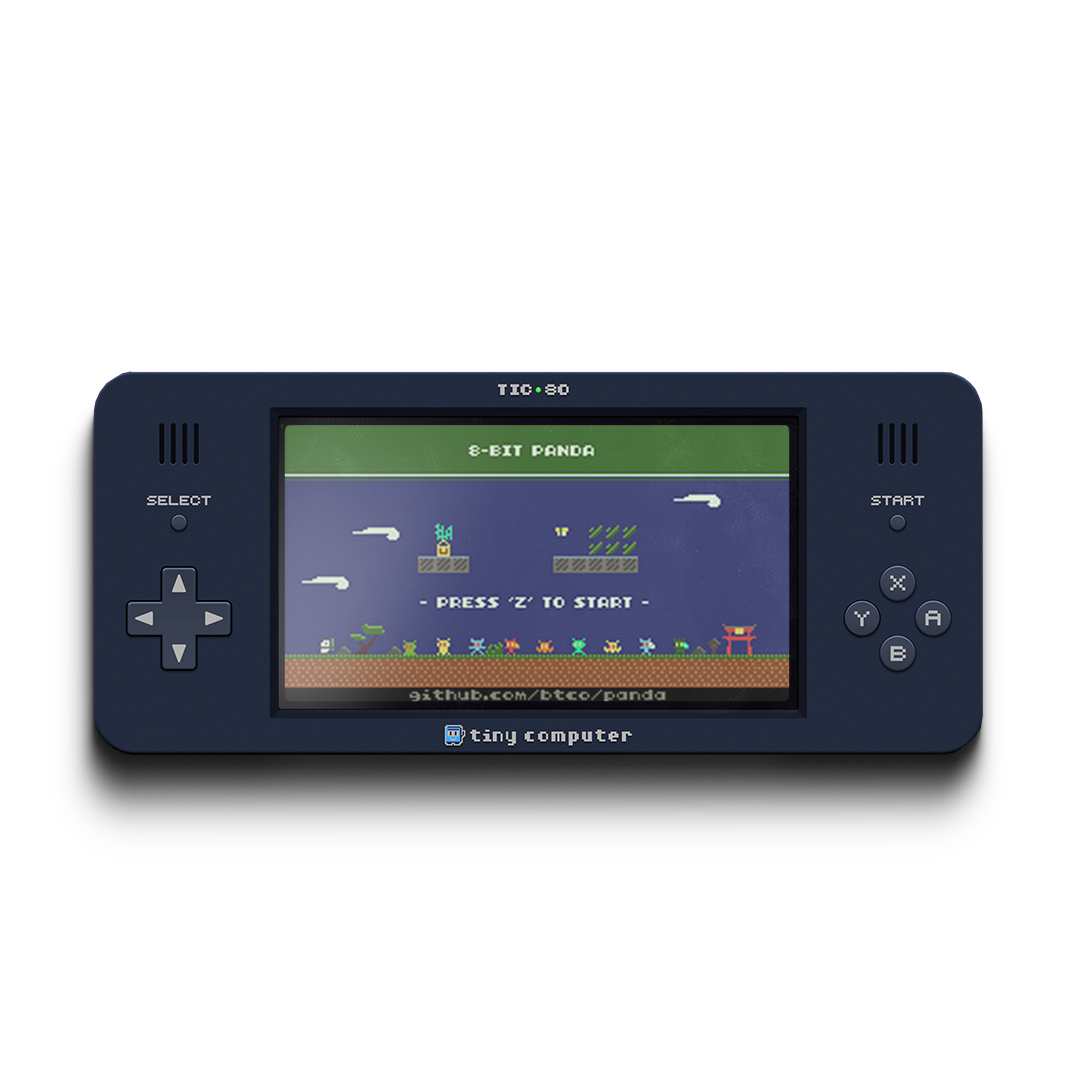 TIC-80
SELECT
START
8-BIT PANDA
- PRESS 'Z' TO START -
X
Y
A
B
github.com/btco/panda
tiny computer